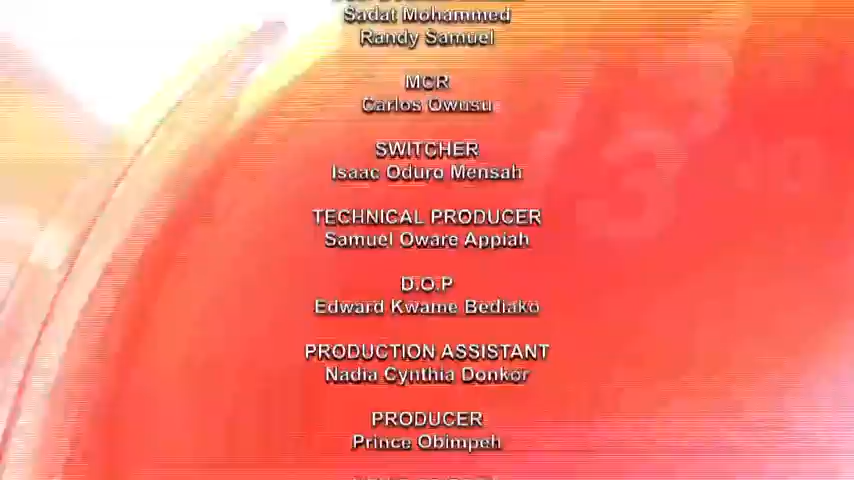 Sadat Mohammed
Randy Samuel
MCR
Carlos Owusu
SWITCHER
Isaac Oduro Mensah
TECHNICAL PRODUCER
Samuel Oware Appiah
D.O.P
Edward Kwame Bediako
PRODUCTION ASSISTANT
Nadia Cynthia Donkor
PRODUCER
Prince Obimpeh